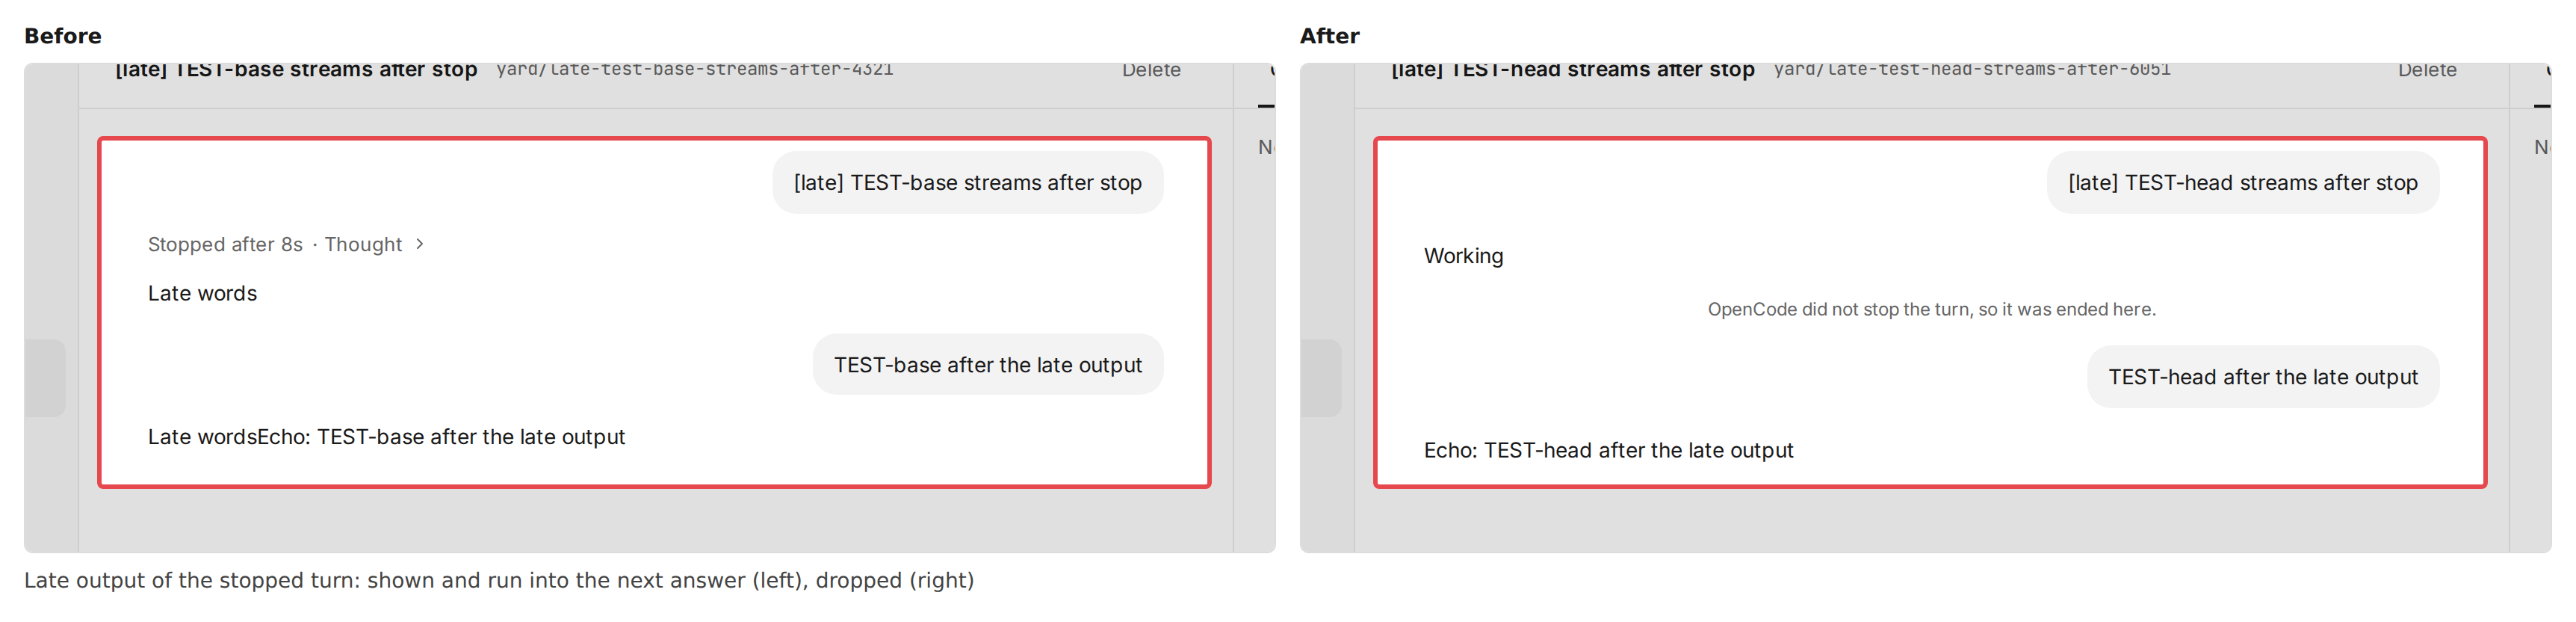 Before
[late] TEST-base streams after stop yard/late-test-base-streams-after-4321 Delete
[late] TEST-base streams after stop
Stopped after 8s · Thought >
Late words
TEST-base after the late output
Late wordsEcho: TEST-base after the late output
After
[late] TEST-head streams after stop yard/late-test-head-streams-after-6051 Delete
[late] TEST-head streams after stop
Working
OpenCode did not stop the turn, so it was ended here.
TEST-head after the late output
Echo: TEST-head after the late output
Late output of the stopped turn: shown and run into the next answer (left), dropped (right)